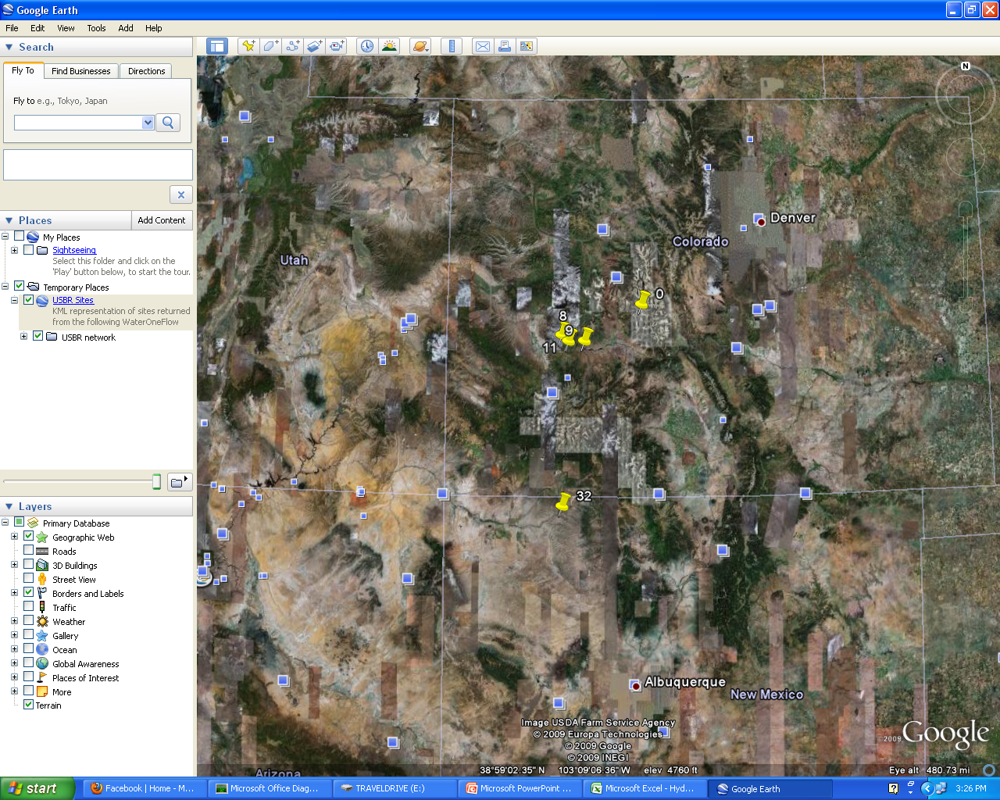 Google Earth
File Edit View Tools Add Help
Search
Fly To Find Businesses Directions
Fly to e.g., Tokyo, Japan
Places Add Content
My Places
Sightseeing
Select this folder and click on the
'Play' button below, to start the tour.
Temporary Places
USBR Sites
KML representation of sites returned
from the following WaterOneFlow
USBR network
Layers
Primary Database
Geographic Web
Roads
3D Buildings
Street View
Borders and Labels
Traffic
Weather
Gallery
Ocean
Global Awareness
Places of Interest
More
Terrain
N
Denver
Colorado
Utah
0
8
9
11
32
Albuquerque
New Mexico
Arizona
Image USDA Farm Service Agency
© 2009 Europa Technologies
© 2009 Google
© 2009 INEGI
©2009 Google
38°59'02.35" N 103°09'06.36" W elev 4760 ft
Eye alt 480.73 mi
start
Facebook | Home - M...
Microsoft Office Diag...
TRAVELDRIVE (E:)
Microsoft PowerPoint ...
Microsoft Excel - Hyd...
Google Earth
3:26 PM